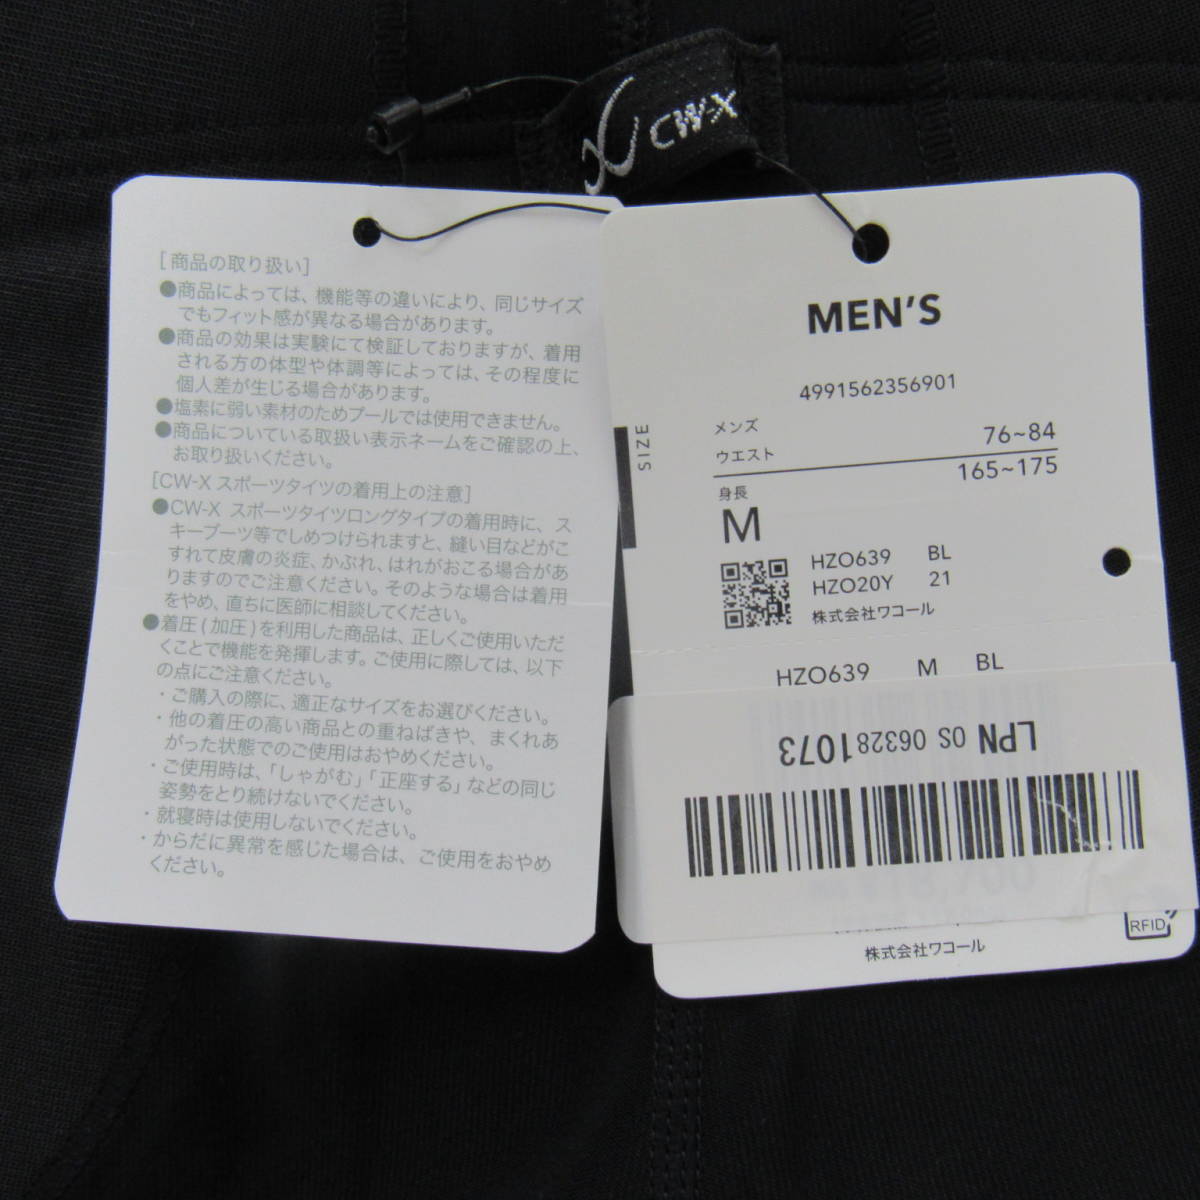 CW-X
[商品の取り扱い]
●商品によっては、機能等の違いにより、同じサイズ
でもフィット感が異なる場合があります。
●商品の効果は実験にて検証しておりますが、着用
される方の体型や体調等によっては、その程度に
個人差が生じる場合があります。
●塩素に弱い素材のためプールでは使用できません。
●商品についている取扱い表示ネームをご確認の上、
お取り扱いください。
[CW-X スポーツタイツの着用上の注意]
●CW-X スポーツタイツロングタイプの着用時に、ス
キーブーツ等でしめつけられますと、縫い目などがこ
すれて皮膚の炎症、かぶれ、はれがおこる場合があ
りますのでご注意ください。そのような場合は着用
をやめ、直ちに医師に相談してください。
●着圧(加圧)を利用した商品は、正しくご使用いただ
くことで機能を発揮します。ご使用に際しては、以下
の点にご注意ください。
・ご購入の際に、適正なサイズをお選びください。
・他の着圧の高い商品との重ねばきや、まくれあ
がった状態でのご使用はおやめください。
・ご使用時は、「しゃがむ」「正座する」などの同じ
姿勢をとり続けないでください。
・就寝時は使用しないでください。
・からだに異常を感じた場合は、ご使用をおやめ
ください。
MEN'S
4991562356901
SIZE
メンズ
ウエスト 76~84
身長 165~175
M
HZO639 BL
HZO20Y 21
株式会社ワコール
HZO639 M BL
LPN OS 063281073
18,700
RFID
株式会社ワコール